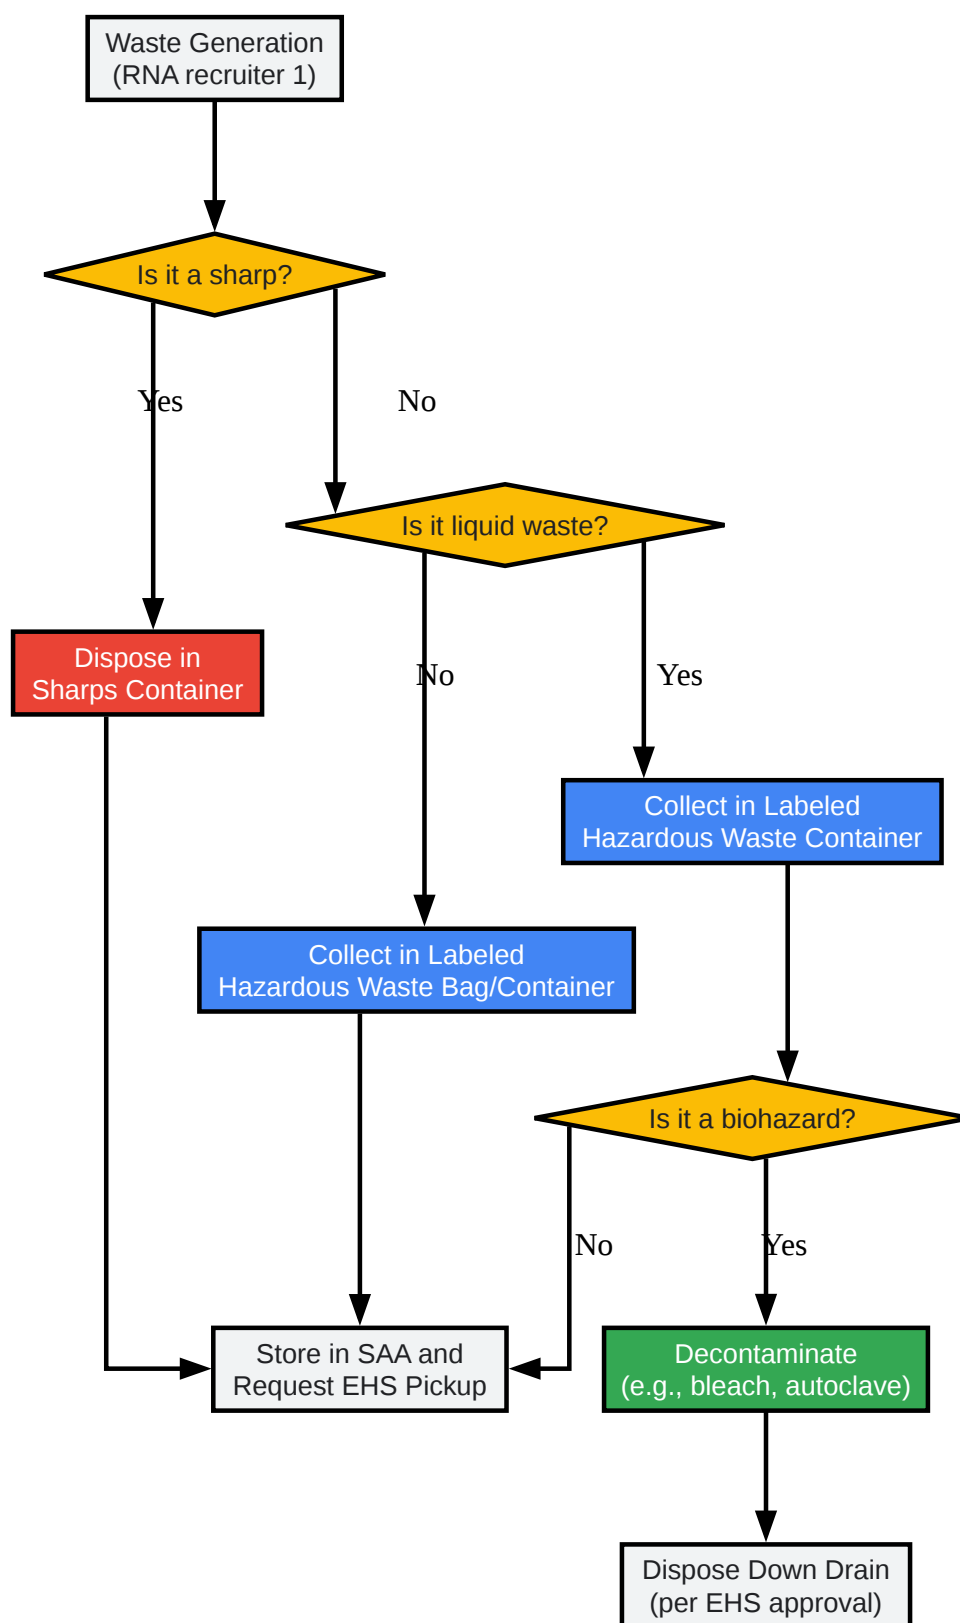 Waste Generation
(RNA recruiter 1)
Is it a sharp?
Yes
No
Is it liquid waste?
Dispose in
Sharps Container
No
Yes
Collect in Labeled
Hazardous Waste Container
Collect in Labeled
Hazardous Waste Bag/Container
Is it a biohazard?
No
Yes
Store in SAA and
Request EHS Pickup
Decontaminate
(e.g., bleach, autoclave)
Dispose Down Drain
(per EHS approval)